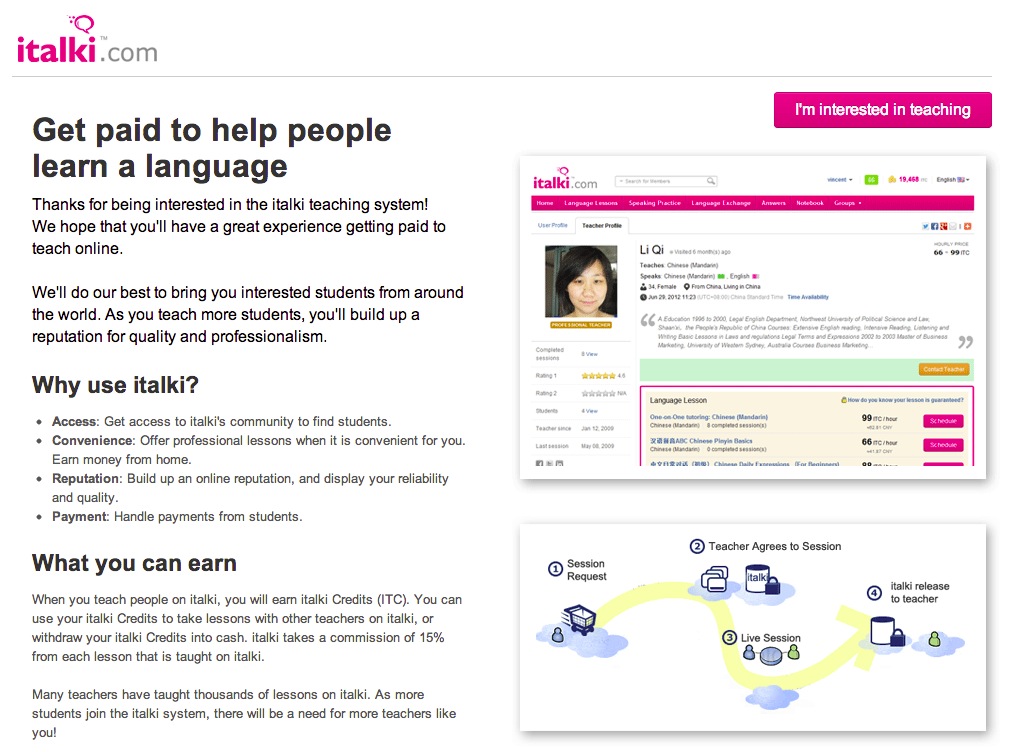 italki™.com
I'm interested in teaching
Get paid to help people
learn a language
Thanks for being interested in the italki teaching system!
We hope that you'll have a great experience getting paid to
teach online.
We'll do our best to bring you interested students from around
the world. As you teach more students, you'll build up a
reputation for quality and professionalism.
Why use italki?
• Access: Get access to italki's community to find students.
• Convenience: Offer professional lessons when it is convenient for you.
Earn money from home.
• Reputation: Build up an online reputation, and display your reliability
and quality.
• Payment: Handle payments from students.
What you can earn
When you teach people on italki, you will earn italki Credits (ITC). You can
use your italki Credits to take lessons with other teachers on italki, or
withdraw your italki Credits into cash. italki takes a commission of 15%
from each lesson that is taught on italki.
Many teachers have taught thousands of lessons on italki. As more
students join the italki system, there will be a need for more teachers like
you!
italki.com
Search for Members
vincent
66
19,468 ITC
English
Home Language Lessons Speaking Practice Language Exchange Answers Notebook Groups
User Profile Teacher Profile
Li Qi Visited 6 month(s) ago
HOURLY PRICE
66 - 99 ITC
Teaches: Chinese (Mandarin)
Speaks: Chinese (Mandarin) , English
34, Female From China, Living in China
Jun 29, 2012 11:23 (UTC+08:00) China Standard Time Time Availability
PROFESSIONAL TEACHER
A Education 1996 to 2000, Legal English Department, Northwest University of Political Science and Law,
Shaanxi, the People's Republic of China Courses: Extensive English reading, Intensive Reading, Listening and
Writing Basic Lessons in Laws and regulations Legal Terms and Expressions 2002 to 2003 Master of Business
Marketing, University of Western Sydney, Australia Courses Business Marketing...
Contact Teacher
Completed
sessions 8 View
Rating 1 4.6
Rating 2 N/A
Students 4 View
Teacher since Jan 12, 2009
Last session May 08, 2009
Language Lesson
How do you know your lesson is guaranteed?
One-on-One tutoring: Chinese (Mandarin)
Chinese (Mandarin) 8 completed session(s)
99 ITC / hour
Schedule
汉语拼音ABC Chinese Pinyin Basics
Chinese (Mandarin) 0 completed session(s)
66 ITC / hour
≈41.87 CNY
Schedule
Chinese Daily Expressions (For Beginners)
1 Session
Request
2 Teacher Agrees to Session
italki
3 Live Session
4 italki release
to teacher